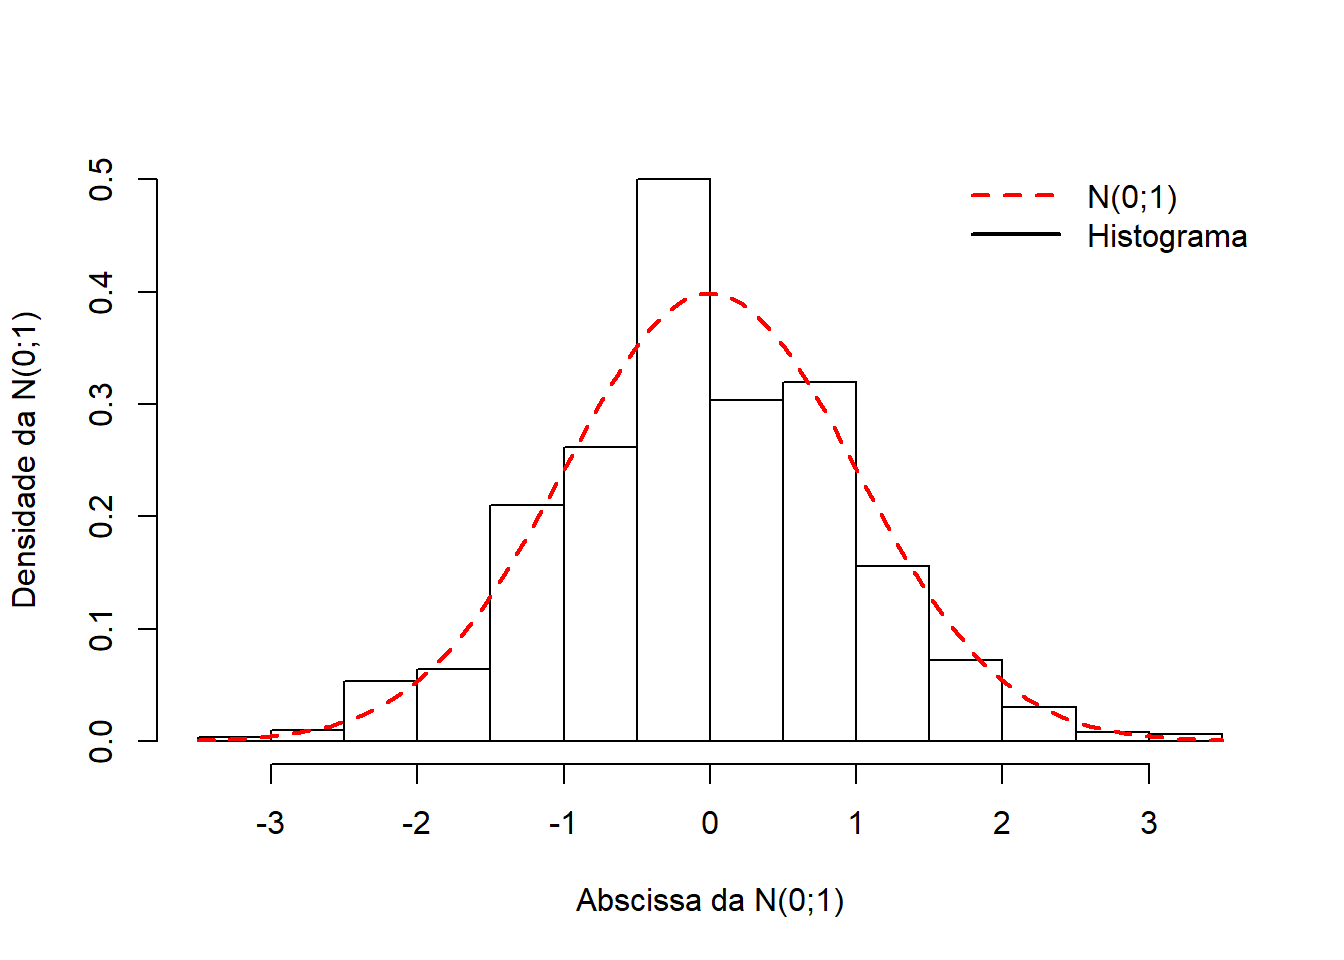 N(0;1)
Histograma
Densidade da N(0;1)
0.5
0.4
0.3
0.2
0.1
0.0
-3 -2 -1 0 1 2 3
Abscissa da N(0;1)